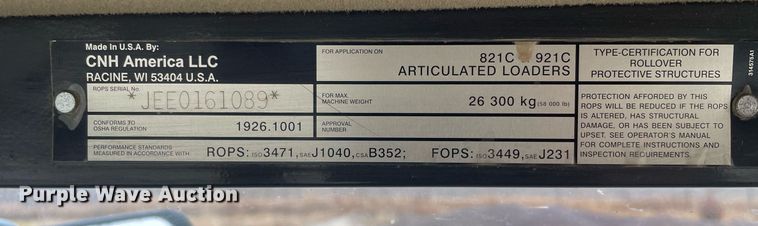 Made in U.S.A. By:
CNH America LLC
RACINE, WI 53404 U.S.A.
ROPS SERIAL No.
*JEE0161089*
CONFORMS TO
OSHA REGULATION
1926.1001
FOR APPLICATION ON
821C 921C
ARTICULATED LOADERS
FOR MAX.
MACHINE WEIGHT
26 300 kg (58 000 lb)
APPROVAL
NUMBER
PERFORMANCE STANDARDS
MEASURED IN ACCORDANCE WITH
ROPS: ISO 3471, SAE J1040, CSA B352; FOPS: ISO 3449, SAE J231
TYPE-CERTIFICATION FOR
ROLLOVER
PROTECTIVE STRUCTURES
PROTECTION AFFORDED BY THIS
ROPS WILL BE REDUCED IF THE ROPS
IS ALTERED, HAS STRUCTURAL
DAMAGE, OR HAS BEEN SUBJECT TO
UPSET. SEE OPERATOR'S MANUAL
FOR COMPLETE INSTRUCTIONS AND
INSPECTION REQUIREMENTS.
314575A1
Purple Wave Auction